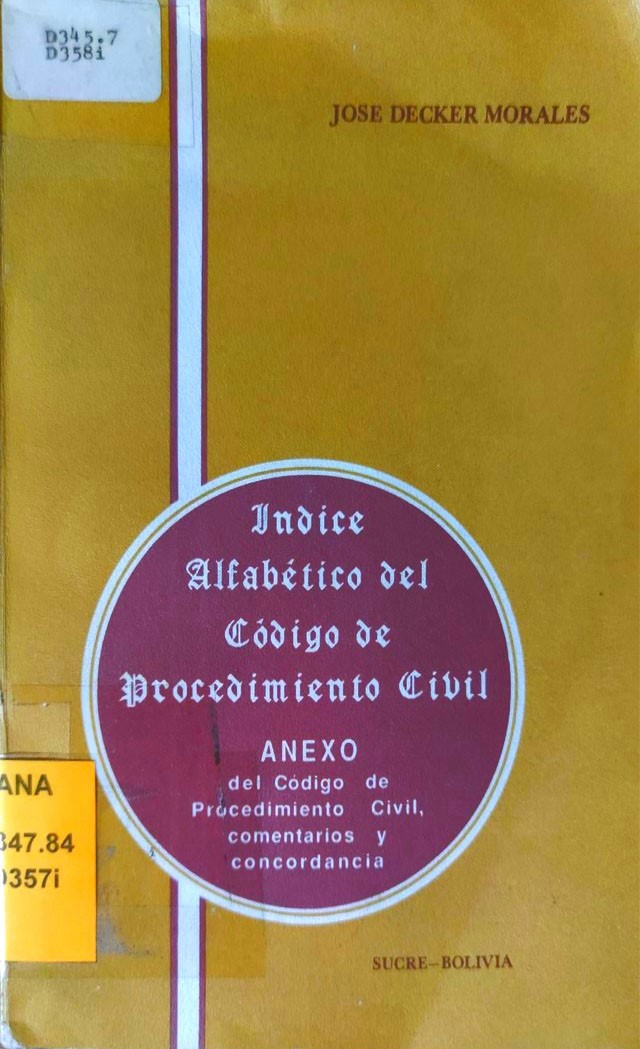 D345.7
D358i
JOSE DECKER MORALES
Indice
Alfabético del
Código de
Procedimiento Civil
ANEXO
del Código de
Procedimiento Civil,
comentarios y
concordancia
ANA
347.84
D357i
SUCRE-BOLIVIA